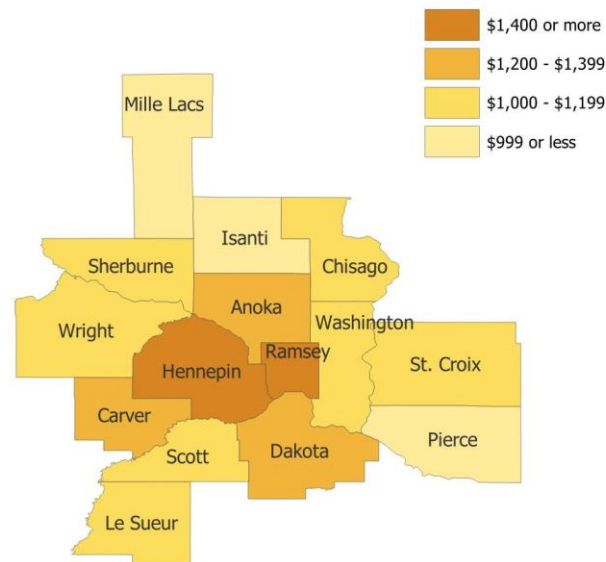 $1,400 or more
$1,200 - $1,399
$1,000 - $1,199
$999 or less
Mille Lacs
Isanti
Sherburne
Chisago
Anoka
Washington
Wright
Ramsey
Hennepin
St. Croix
Carver
Pierce
Dakota
Scott
Le Sueur